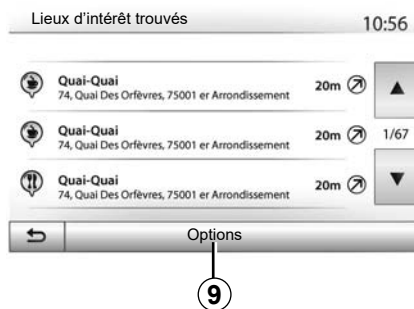 Lieux d'intérêt trouvés 10:56
Quai-Quai
74, Quai Des Orfèvres, 75001 er Arrondissement
20m
Quai-Quai
74, Quai Des Orfèvres, 75001 er Arrondissement
20m
1/67
Quai-Quai
74, Quai Des Orfèvres, 75001 er Arrondissement
20m
Options
9